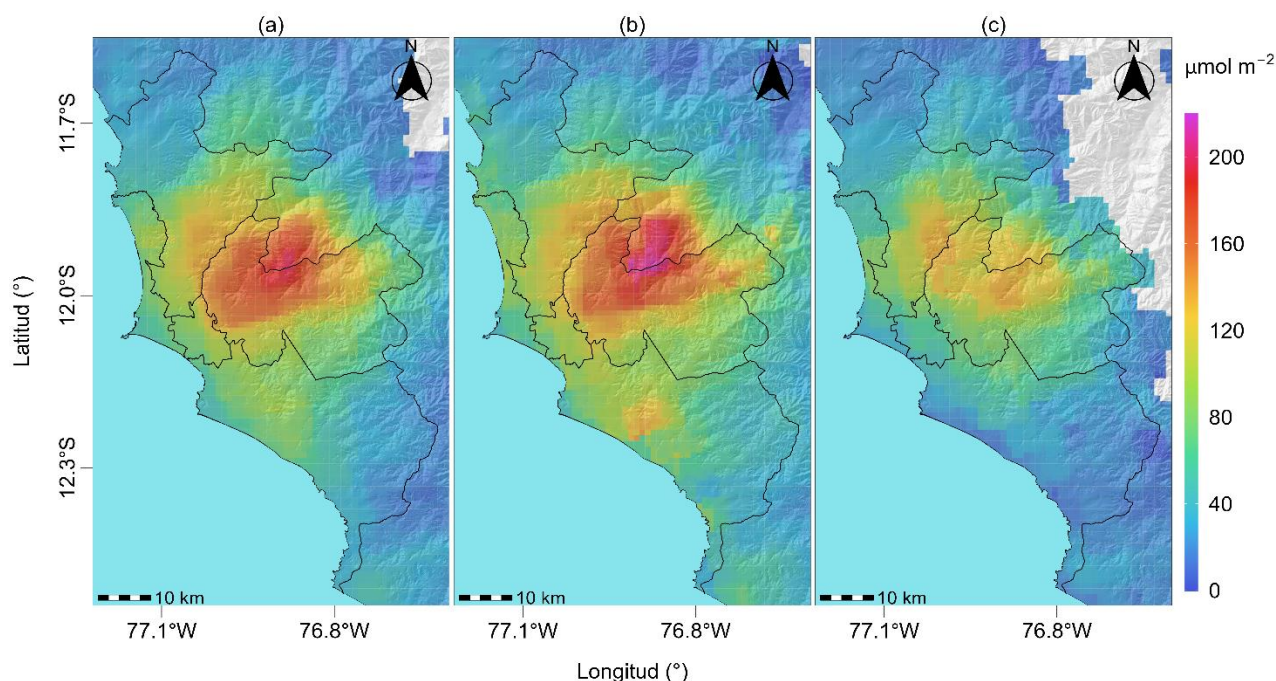 (a) (b) (c)
N N N
µmol m⁻²
11.7°S
200
160
Latitud (°)
12.0°S
120
80
12.3°S
40
0
10 km 10 km 10 km
77.1°W 76.8°W 77.1°W 76.8°W 77.1°W 76.8°W
Longitud (°)